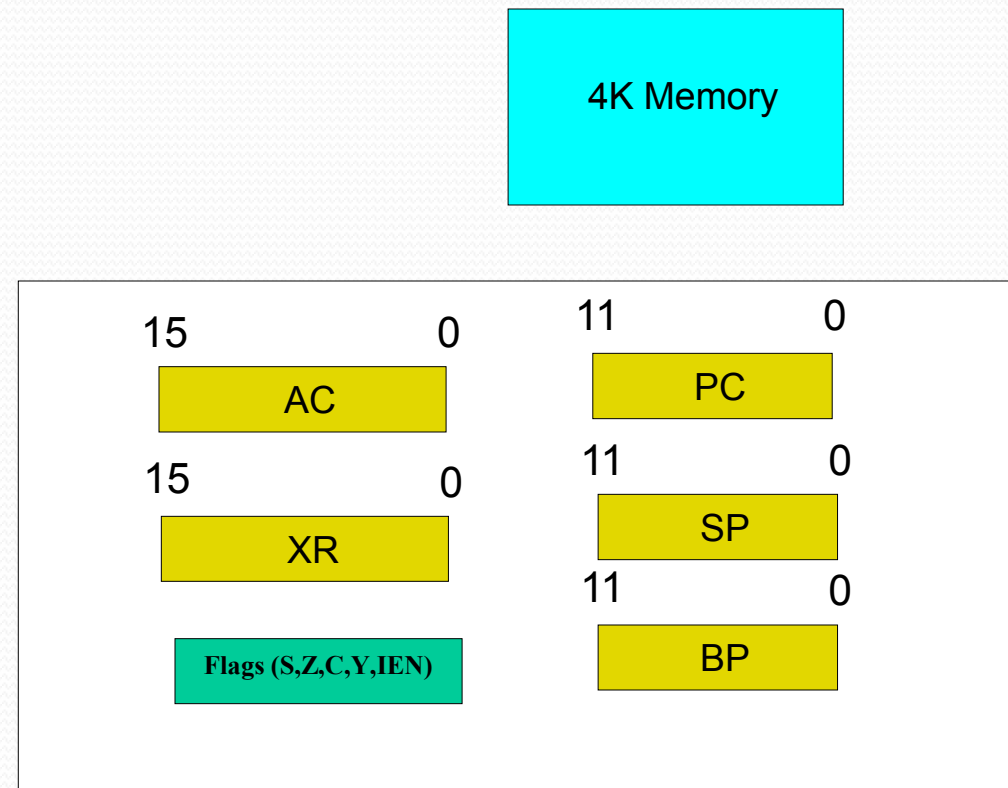 4K Memory
15 0
AC
11 0
PC
15 0
XR
11 0
SP
11 0
BP
Flags (S,Z,C,Y,IEN)